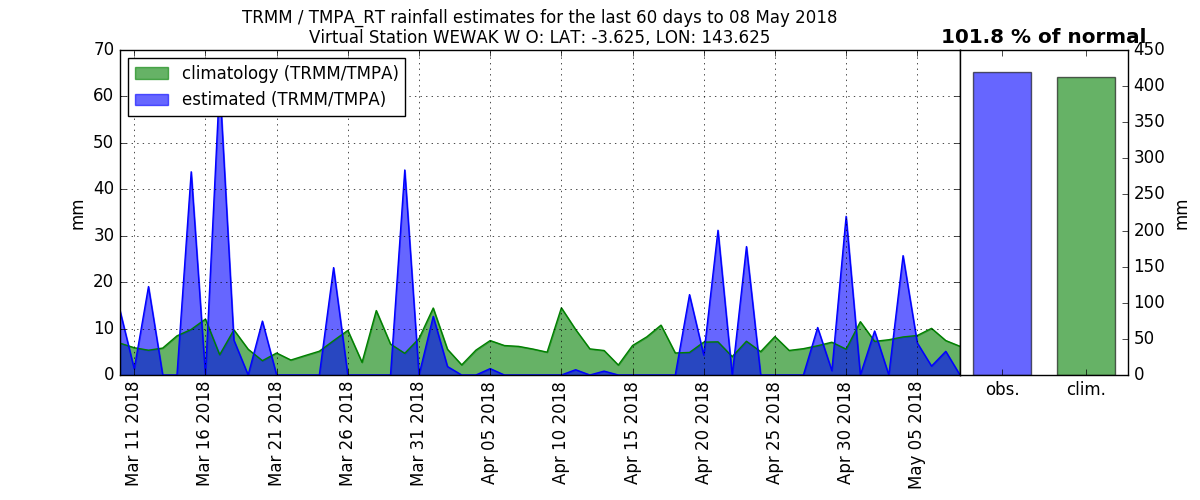 TRMM / TMPA_RT rainfall estimates for the last 60 days to 08 May 2018
Virtual Station WEWAK W O: LAT: -3.625, LON: 143.625
101.8 % of normal
climatology (TRMM/TMPA)
estimated (TRMM/TMPA)
70
60
50
40
30
20
10
0
mm
Mar 11 2018
Mar 16 2018
Mar 21 2018
Mar 26 2018
Mar 31 2018
Apr 05 2018
Apr 10 2018
Apr 15 2018
Apr 20 2018
Apr 25 2018
Apr 30 2018
May 05 2018
obs.
clim.
450
400
350
300
250
200
150
100
50
0
mm